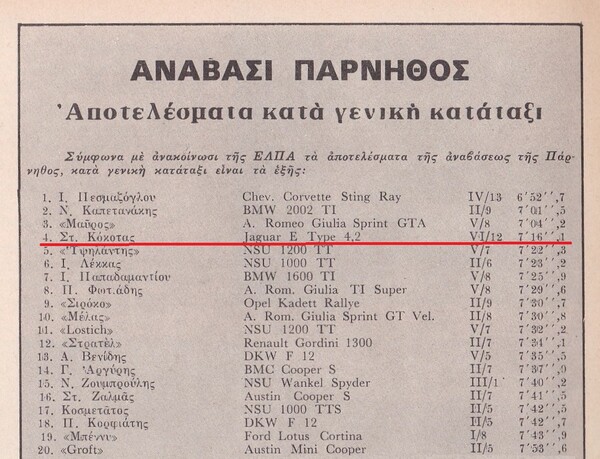 ΑΝΑΒΑΣΙ ΠΑΡΝΗΘΟΣ
Ἀποτελέσματα κατὰ γενικὴ κατάταξι
Σύμφωνα μὲ ἀνακοίνωσι τῆς ΕΛΠΑ τὰ ἀποτελέσματα τῆς ἀναβάσεως τῆς Πάρ-
νηθος, κατὰ γενικὴ κατάταξι εἶναι τὰ ἑξῆς:
1. Ι. Πεσμαζόγλου Chev. Corvette Sting Ray IV/13 6΄52΄΄,7
2. Ν. Καπετανάκης BMW 2002 TI II/9 7΄01΄΄,5
3. «Μαῦρος» A. Romeo Giulia Sprint GTA V/8 7΄04΄΄,2
4. Στ. Κόκοτας Jaguar E Type 4,2 VI/12 7΄16΄΄,1
5. «Ὑψηλάντης» NSU 1200 TT V/7 7΄22΄΄,3
6. Ι. Λέκκας NSU 1000 TT II/6 7΄23΄΄,2
7. Ι. Παπαδαμαντίου BMW 1600 TI V/8 7΄25΄΄,9
8. Π. Φωτ.άδης A. Rom. Giulia TI Super V/8 7΄29΄΄,6
9. «Σιρόκο» Opel Kadett Rallye II/9 7΄30΄΄,7
10. «Μέλας» A. Rom. Giulia Sprint GT Vel. II/8 7΄30΄΄,8
11. «Lostich» NSU 1200 TT V/7 7΄32΄΄,2
12. «Στρατὲλ» Renault Gordini 1300 II/7 7΄34΄΄,1
13. Α. Βενίδης DKW F 12 V/5 7΄35΄΄,5
14. Γ. Ἀργύρης BMC Cooper S II/7 7΄37΄΄,9
15. Ν. Ζουμπρούλης NSU Wankel Spyder III/1 7΄40΄΄,2
16. Στ. Ζαλμᾶς Austin Cooper S II/7 7΄41΄΄,2
17. Κοσμετᾶτος NSU 1000 TTS II/5 7΄42΄΄,5
18. Π. Κορφιάτης DKW F 12 II/5 7΄42΄΄,7
19. «Μπέννυ» Ford Lotus Cortina I/8 7΄43΄΄,9
20. «Groft» Austin Mini Cooper II/5 7΄53΄΄,6